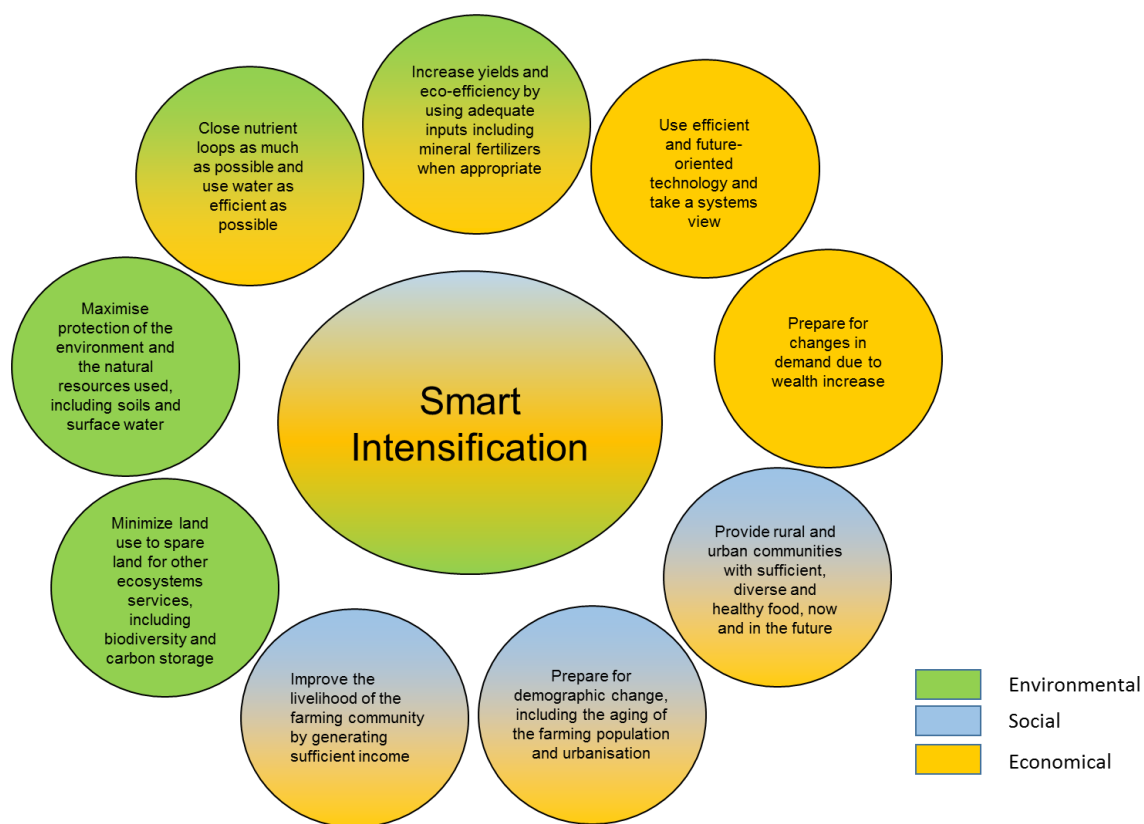 Increase yields and
eco-efficiency by
using adequate
inputs including
mineral fertilizers
when appropriate
Use efficient
and future-
oriented
technology and
take a systems
view
Prepare for
changes in
demand due to
wealth increase
Provide rural and
urban communities
with sufficient,
diverse and
healthy food, now
and in the future
Prepare for
demographic change,
including the aging of
the farming population
and urbanisation
Improve the
livelihood of the
farming community
by generating
sufficient income
Minimize land
use to spare
land for other
ecosystems
services,
including
biodiversity and
carbon storage
Maximise
protection of the
environment and
the natural
resources used,
including soils and
surface water
Close nutrient
loops as much
as possible and
use water as
efficient as
possible
Smart
Intensification
Environmental
Social
Economical